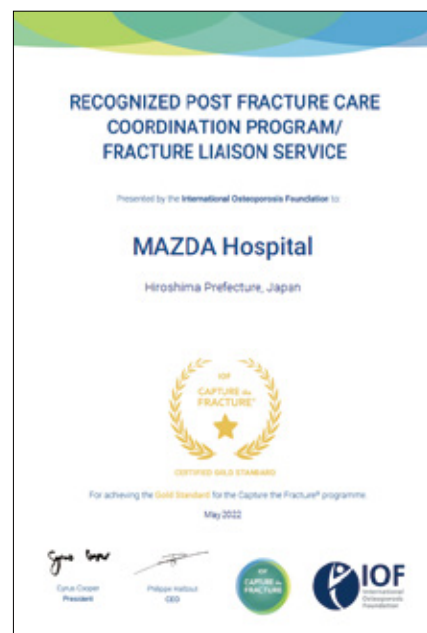 RECOGNIZED POST FRACTURE CARE
COORDINATION PROGRAM/
FRACTURE LIAISON SERVICE
Presented by the International Osteoporosis Foundation to:
MAZDA Hospital
Hiroshima Prefecture, Japan
IOF
CAPTURE the
FRACTURE®
CERTIFIED GOLD STANDARD
For achieving the Gold Standard for the Capture the Fracture® programme
May 2022
Cyrus Cooper
President
Philippe Halbout
CEO
IOF
CAPTURE the
FRACTURE
IOF
International
Osteoporosis
Foundation